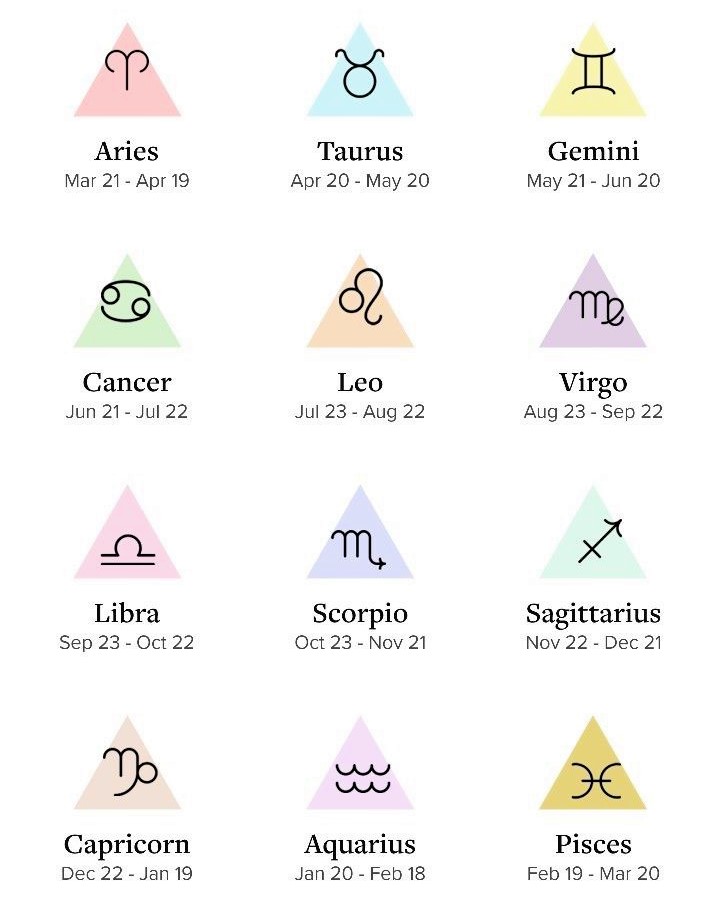 Aries
Mar 21 - Apr 19
Taurus
Apr 20 - May 20
Gemini
May 21 - Jun 20
Cancer
Jun 21 - Jul 22
Leo
Jul 23 - Aug 22
Virgo
Aug 23 - Sep 22
Libra
Sep 23 - Oct 22
Scorpio
Oct 23 - Nov 21
Sagittarius
Nov 22 - Dec 21
Capricorn
Dec 22 - Jan 19
Aquarius
Jan 20 - Feb 18
Pisces
Feb 19 - Mar 20